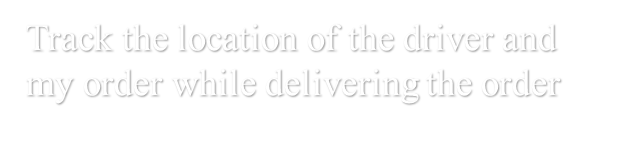 Track the location of the driver and
my order while delivering the order